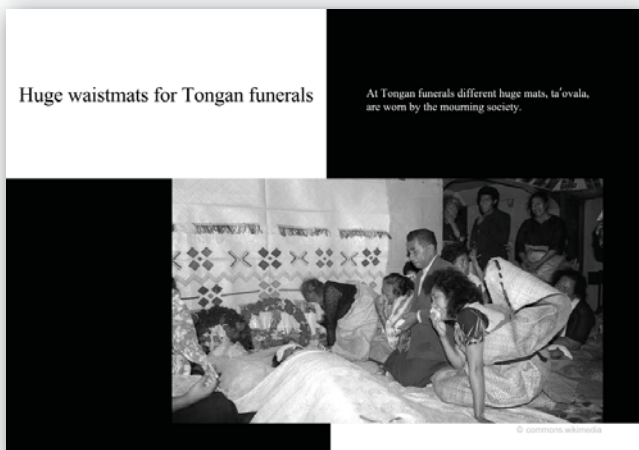 Huge waistmats for Tongan funerals
At Tongan funerals different huge mats, ta'ovala,
are worn by the mourning society.
© commons.wikimedia